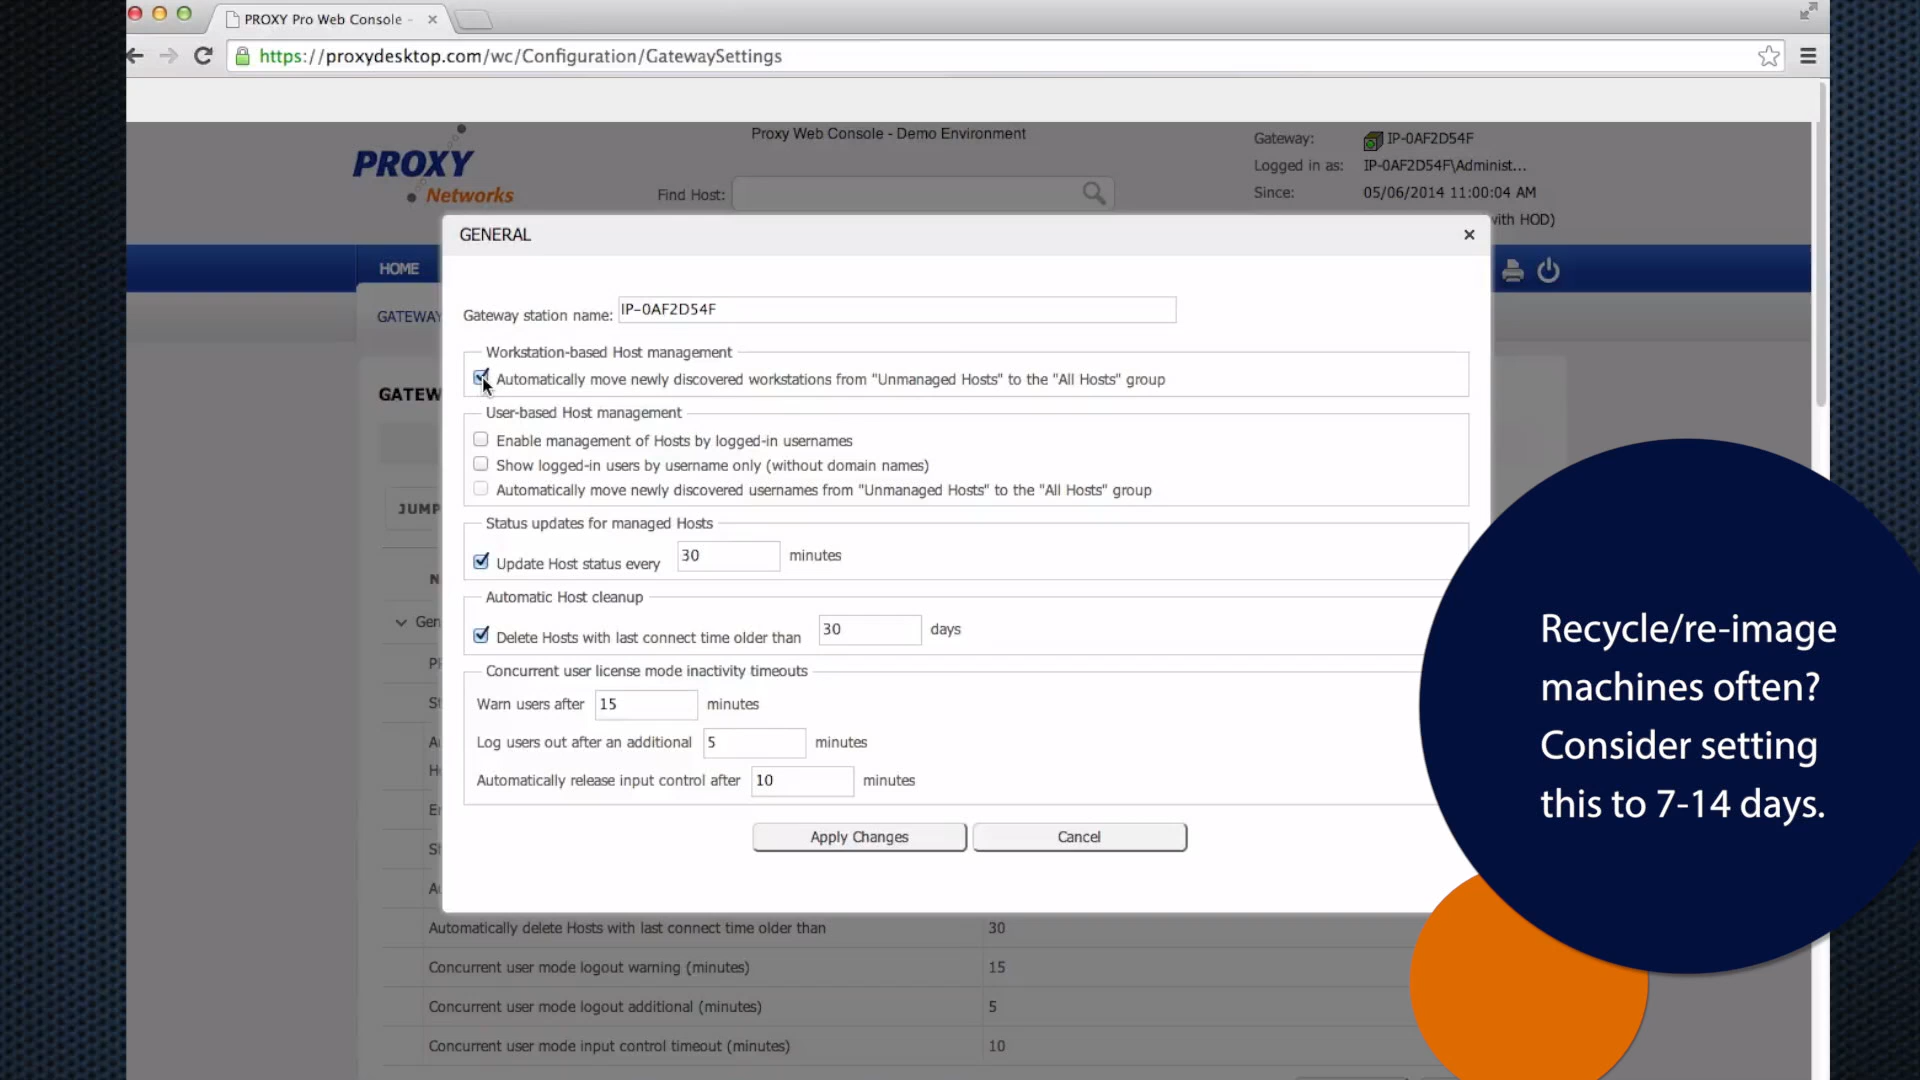 PROXY Pro Web Console -
https://proxydesktop.com/wc/Configuration/GatewaySettings
PROXY
Networks
Proxy Web Console - Demo Environment
Find Host:
Gateway: IP-0AF2D54F
Logged in as: IP-0AF2D54F\Administ...
Since: 05/06/2014 11:00:04 AM
with HOD)
HOME
GATEWAY
GATEW
JUMP
GENERAL
Gateway station name: IP-0AF2D54F
Workstation-based Host management
Automatically move newly discovered workstations from "Unmanaged Hosts" to the "All Hosts" group
User-based Host management
Enable management of Hosts by logged-in usernames
Show logged-in users by username only (without domain names)
Automatically move newly discovered usernames from "Unmanaged Hosts" to the "All Hosts" group
Status updates for managed Hosts
Update Host status every 30 minutes
Automatic Host cleanup
Delete Hosts with last connect time older than 30 days
Concurrent user license mode inactivity timeouts
Warn users after 15 minutes
Log users out after an additional 5 minutes
Automatically release input control after 10 minutes
Apply Changes
Cancel
Gen
Automatically delete Hosts with last connect time older than 30
Concurrent user mode logout warning (minutes) 15
Concurrent user mode logout additional (minutes) 5
Concurrent user mode input control timeout (minutes) 10
Recycle/re-image
machines often?
Consider setting
this to 7-14 days.